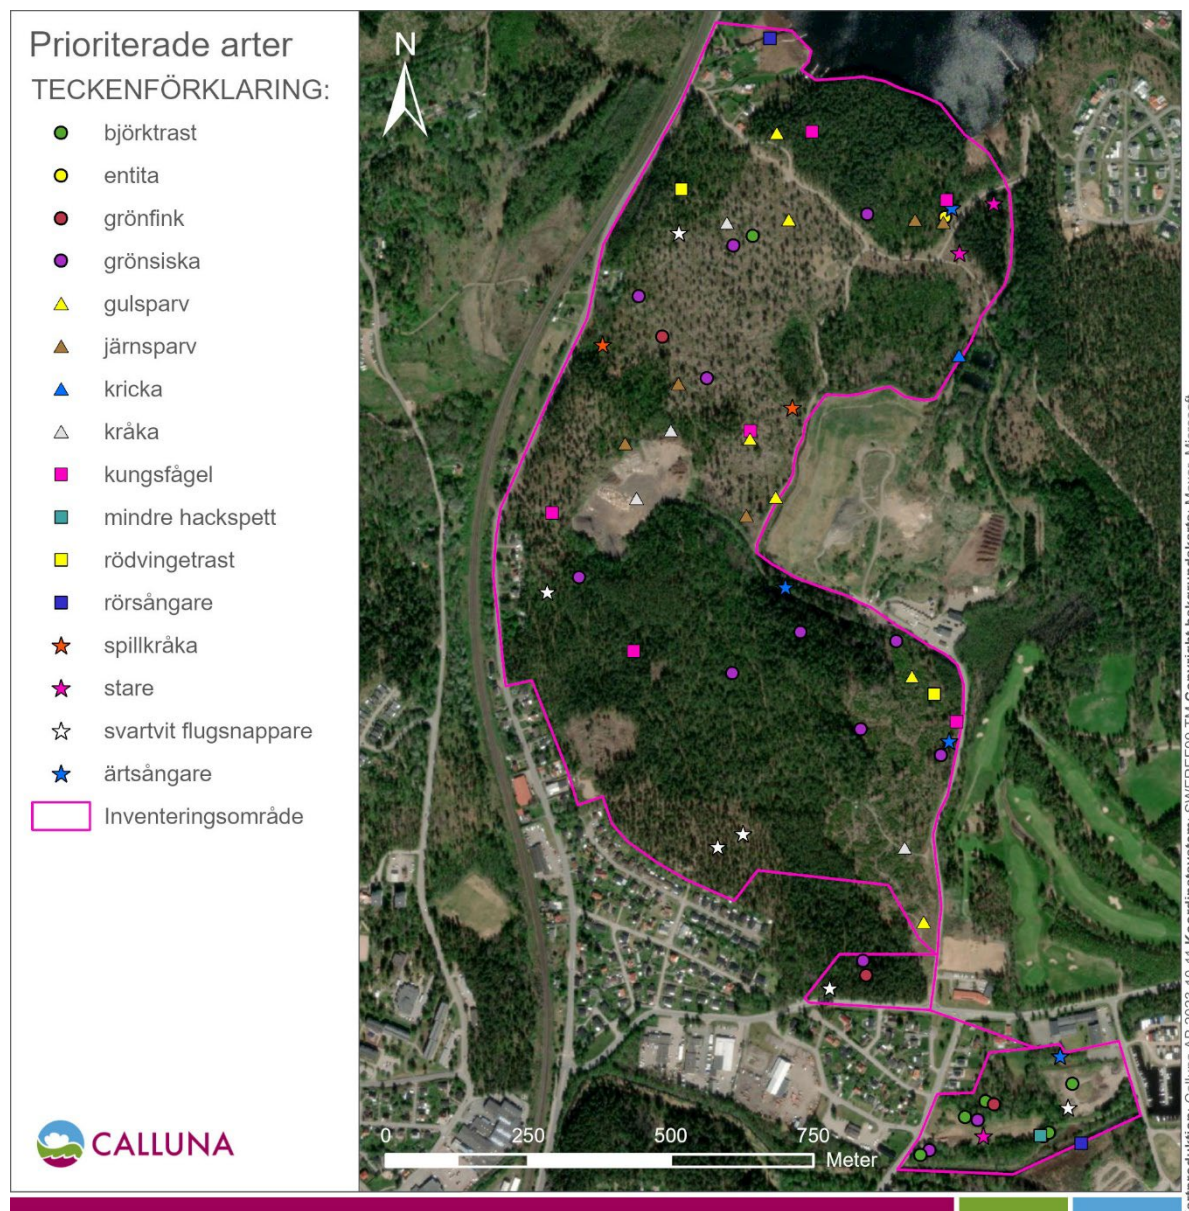 Prioriterade arter
TECKENFÖRKLARING:
björktrast
entita
grönfink
grönsiska
gulsparv
järnsparv
kricka
kråka
kungsfågel
mindre hackspett
rödvingetrast
rörsångare
spillkråka
stare
svartvit flugsnappare
ärtsångare
Inventeringsområde
CALLUNA
N
0 250 500 750
Meter